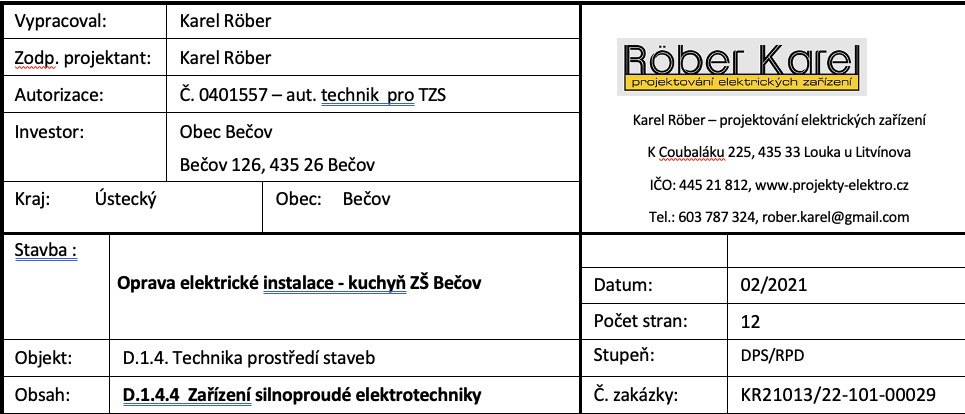 Vypracoval: Karel Röber
Zodp. projektant: Karel Röber
Autorizace: Č. 0401557 – aut. technik pro TZS
Investor: Obec Bečov
Bečov 126, 435 26 Bečov
Kraj: Ústecký Obec: Bečov
Röber Karel
projektování elektrických zařízení
Karel Röber – projektování elektrických zařízení
K Coubaláku 225, 435 33 Louka u Litvínova
IČO: 445 21 812, www.projekty-elektro.cz
Tel.: 603 787 324, rober.karel@gmail.com
Stavba :
Oprava elektrické instalace - kuchyň ZŠ Bečov
Objekt: D.1.4. Technika prostředí staveb
Obsah: D.1.4.4 Zařízení silnoproudé elektrotechniky
Datum: 02/2021
Počet stran: 12
Stupeň: DPS/RPD
Č. zakázky: KR21013/22-101-00029